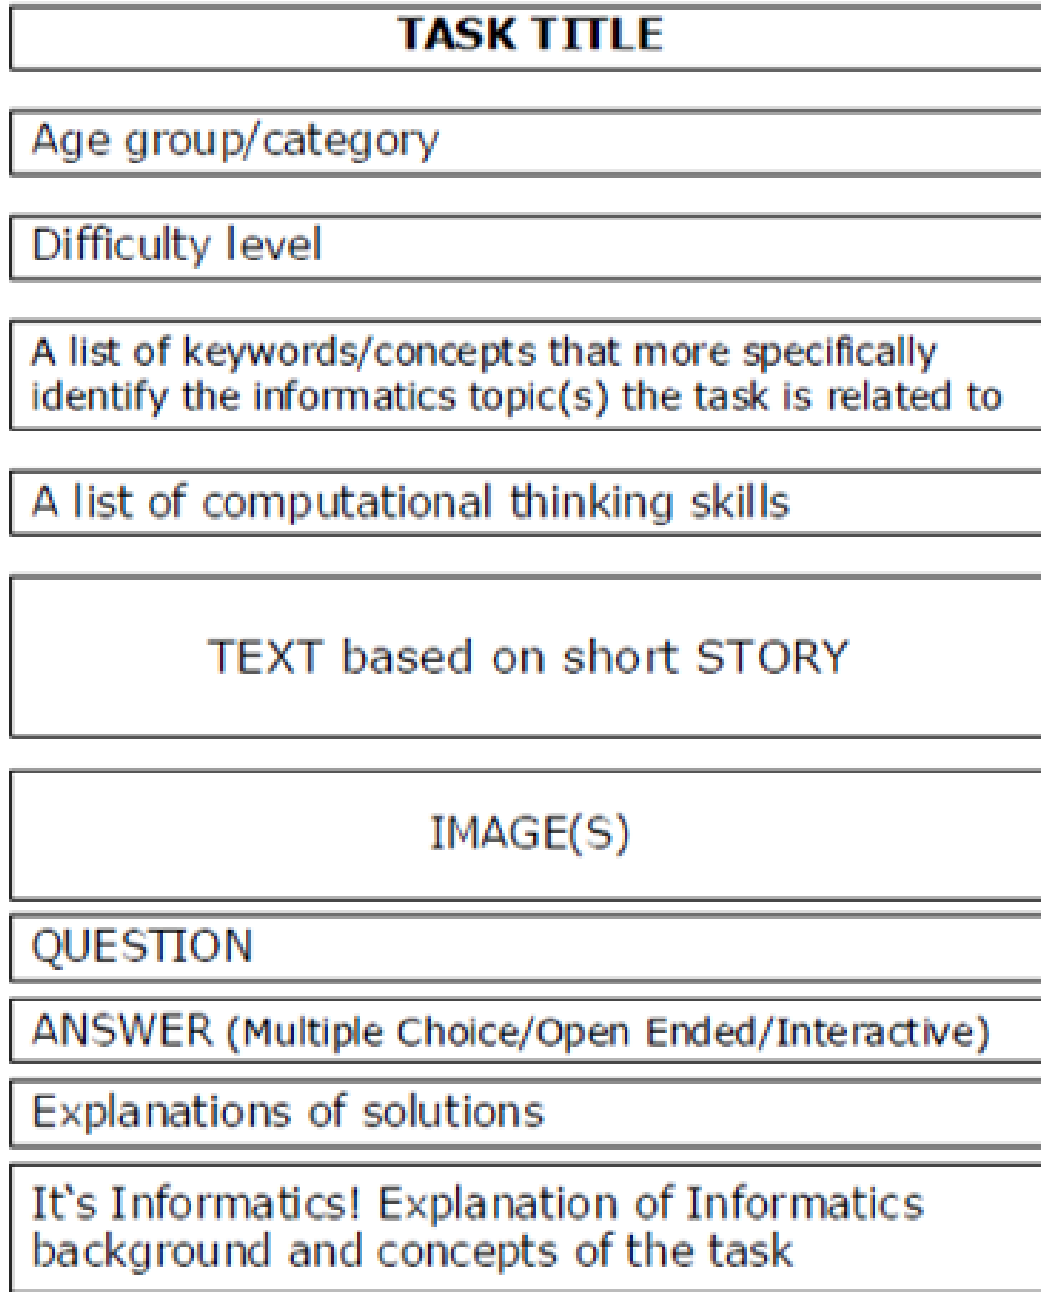 TASK TITLE
Age group/category
Difficulty level
A list of keywords/concepts that more specifically
identify the informatics topic(s) the task is related to
A list of computational thinking skills
TEXT based on short STORY
IMAGE(S)
QUESTION
ANSWER (Multiple Choice/Open Ended/Interactive)
Explanations of solutions
It‘s Informatics! Explanation of Informatics
background and concepts of the task